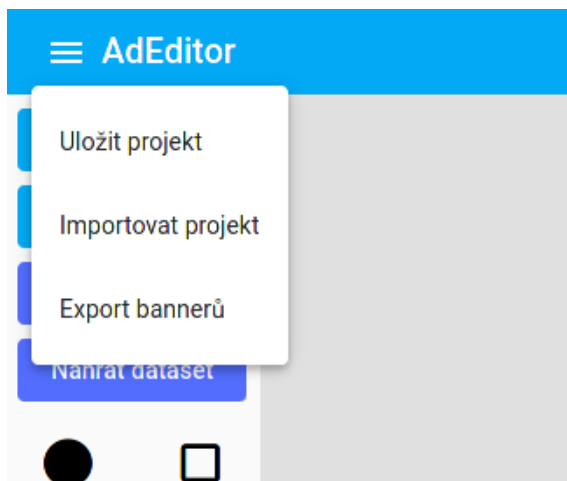 AdEditor
Uložit projekt
Importovat projekt
Export bannerů
Nahrát dataset